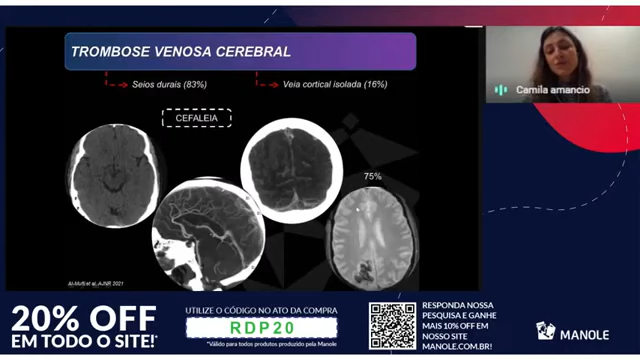 TROMBOSE VENOSA CEREBRAL
Seios durais (83%)
Veia cortical isolada (16%)
CEFALEIA
75%
Al-Mufti et al, AJNR, 2021
Camila amancio
20% OFF
EM TODO O SITE!*
UTILIZE O CÓDIGO NO ATO DA COMPRA
RDP20
*Válido para todos produtos produzido pela Manole
RESPONDA NOSSA
PESQUISA E GANHE
MAIS 10% OFF EM
NOSSO SITE
MANOLE.COM.BR!
MANOLE